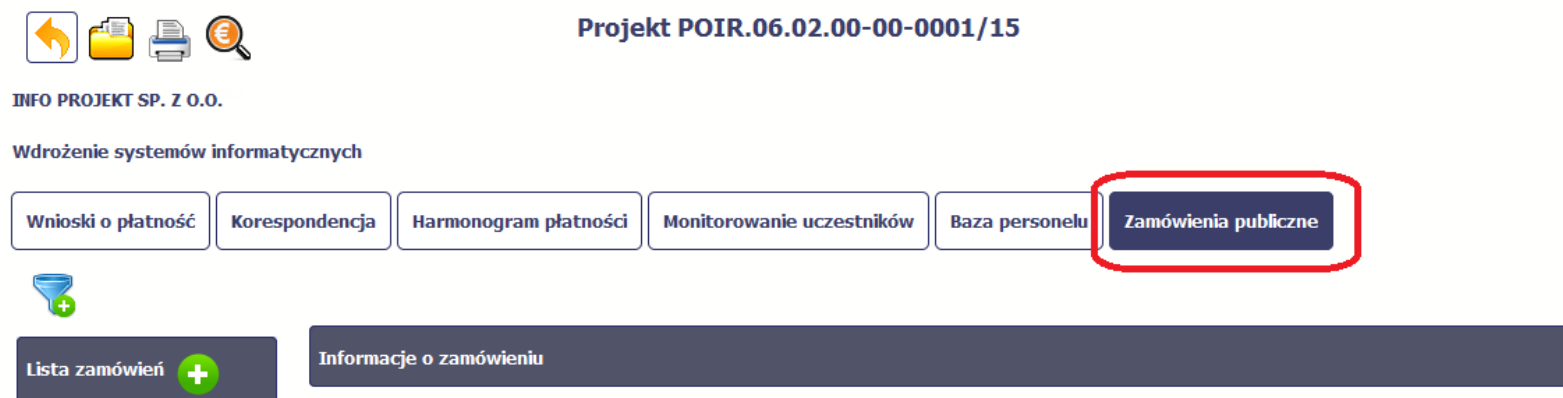 Projekt POIR.06.02.00-00-0001/15
INFO PROJEKT SP. Z O.O.
Wdrożenie systemów informatycznych
Wnioski o płatność Korespondencja Harmonogram płatności Monitorowanie uczestników Baza personelu Zamówienia publiczne
Lista zamówień Informacje o zamówieniu